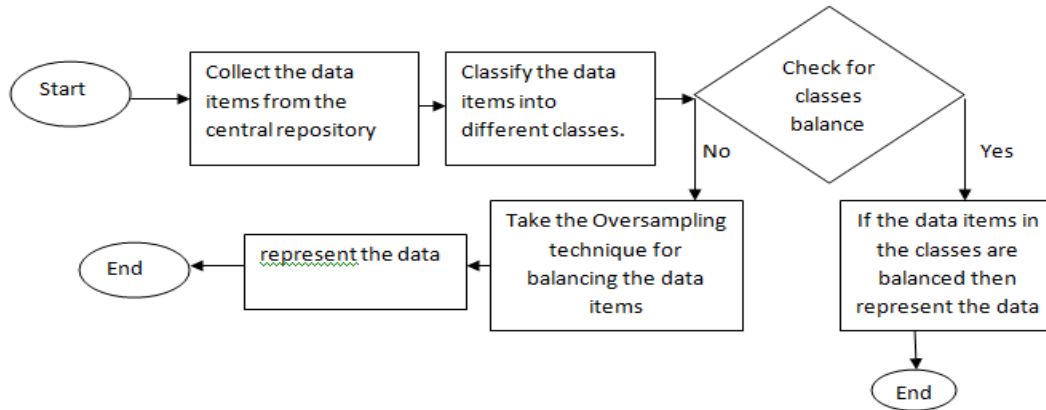 Start
Collect the data
items from the
central repository
Classify the data
items into
different classes.
Check for
classes
balance
No
Yes
Take the Oversampling
technique for
balancing the data
items
represent the data
End
If the data items in
the classes are
balanced then
represent the data
End